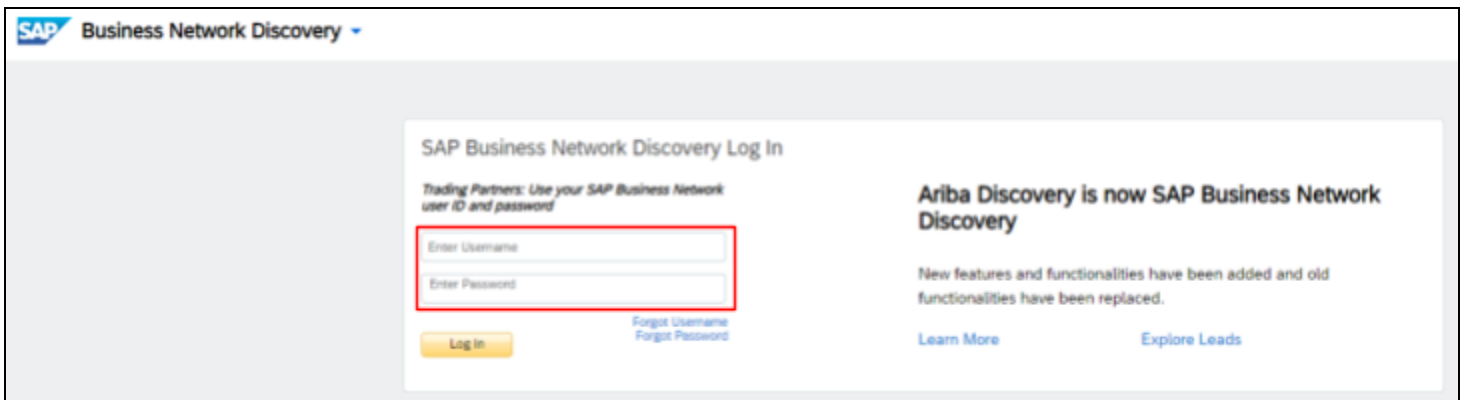 SAP Business Network Discovery
SAP Business Network Discovery Log In
Trading Partners: Use your SAP Business Network
user ID and password
Enter Username
Enter Password
Forgot Username
Forgot Password
Log In
Ariba Discovery is now SAP Business Network
Discovery
New features and functionalities have been added and old
functionalities have been replaced.
Learn More
Explore Leads